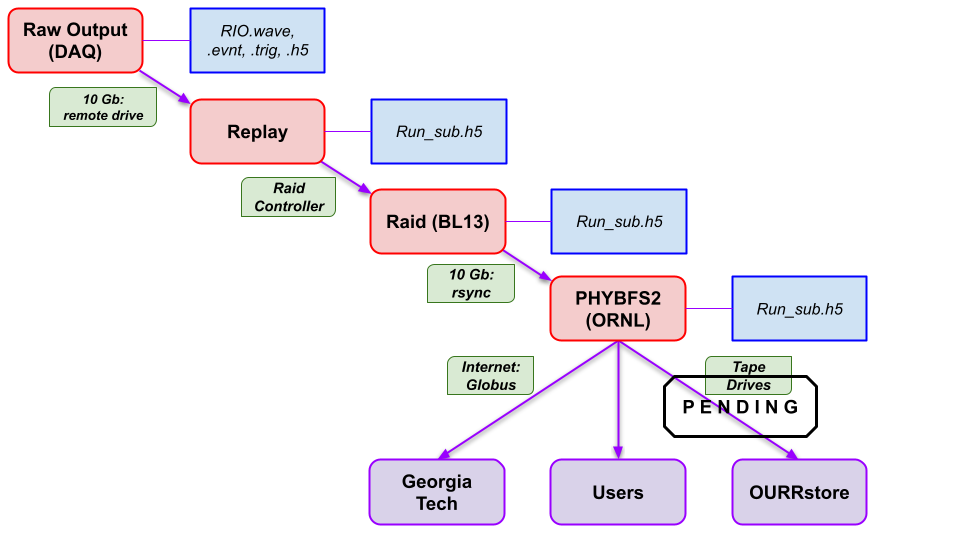 Raw Output
(DAQ)
RIO.wave,
.evnt, .trig, .h5
10 Gb:
remote drive
Replay
Run_sub.h5
Raid
Controller
Raid (BL13)
Run_sub.h5
10 Gb:
rsync
PHYBFS2
(ORNL)
Run_sub.h5
Internet:
Globus
Tape
Drives
PENDING
Georgia
Tech
Users
OURRstore